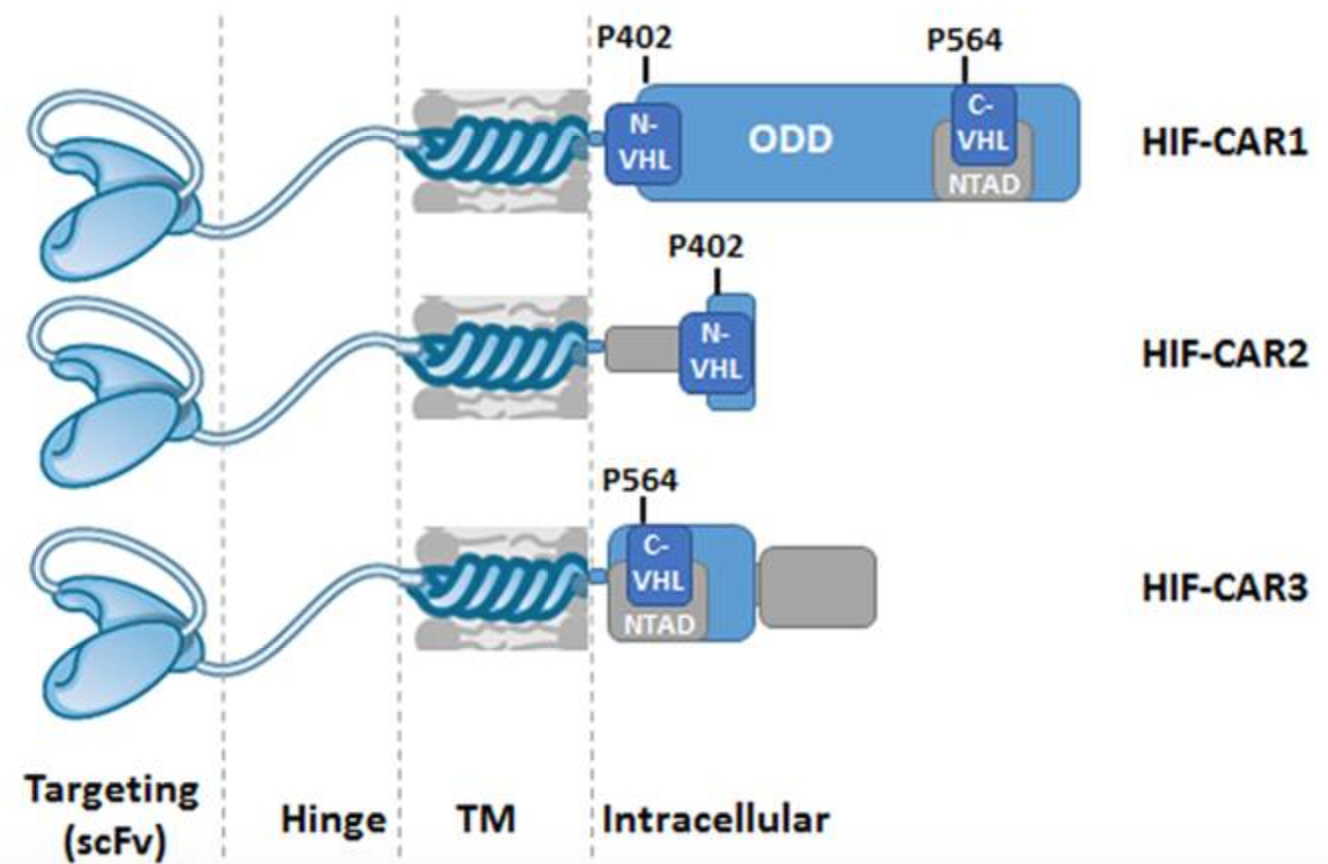 P402
P564
N-
VHL
ODD
C-
VHL
NTAD
HIF-CAR1
P402
N-
VHL
HIF-CAR2
P564
C-
VHL
NTAD
HIF-CAR3
Targeting
(scFv)
Hinge
TM
Intracellular